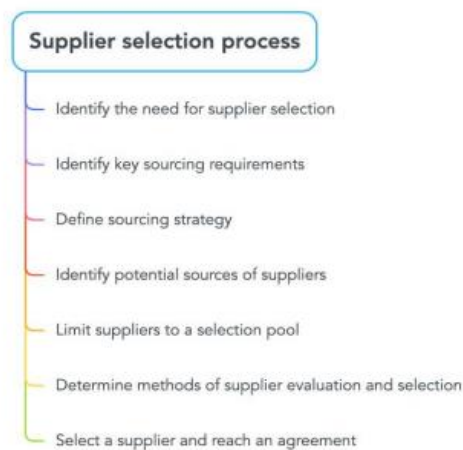 Supplier selection process
Identify the need for supplier selection
Identify key sourcing requirements
Define sourcing strategy
Identify potential sources of suppliers
Limit suppliers to a selection pool
Determine methods of supplier evaluation and selection
Select a supplier and reach an agreement